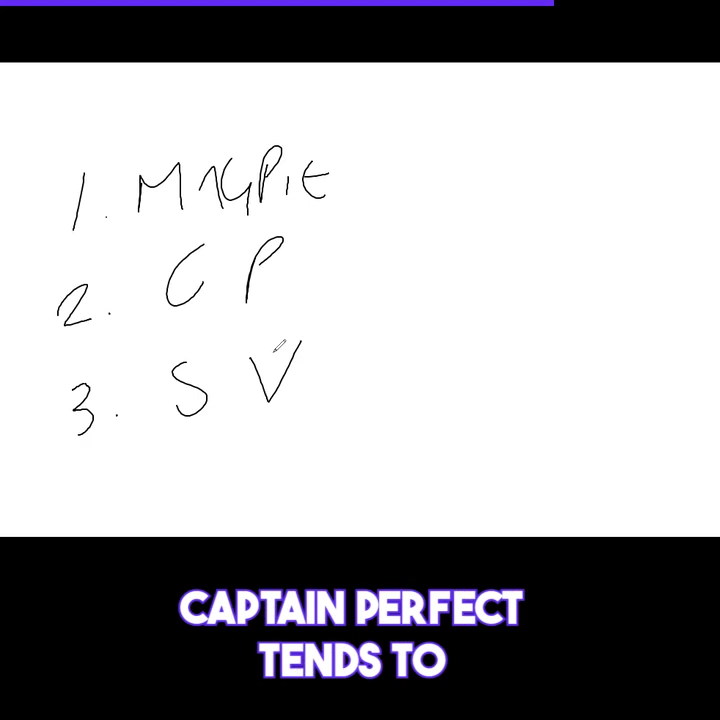 1. MAGPIE
2. C P
3. S V
CAPTAIN PERFECT
TENDS TO